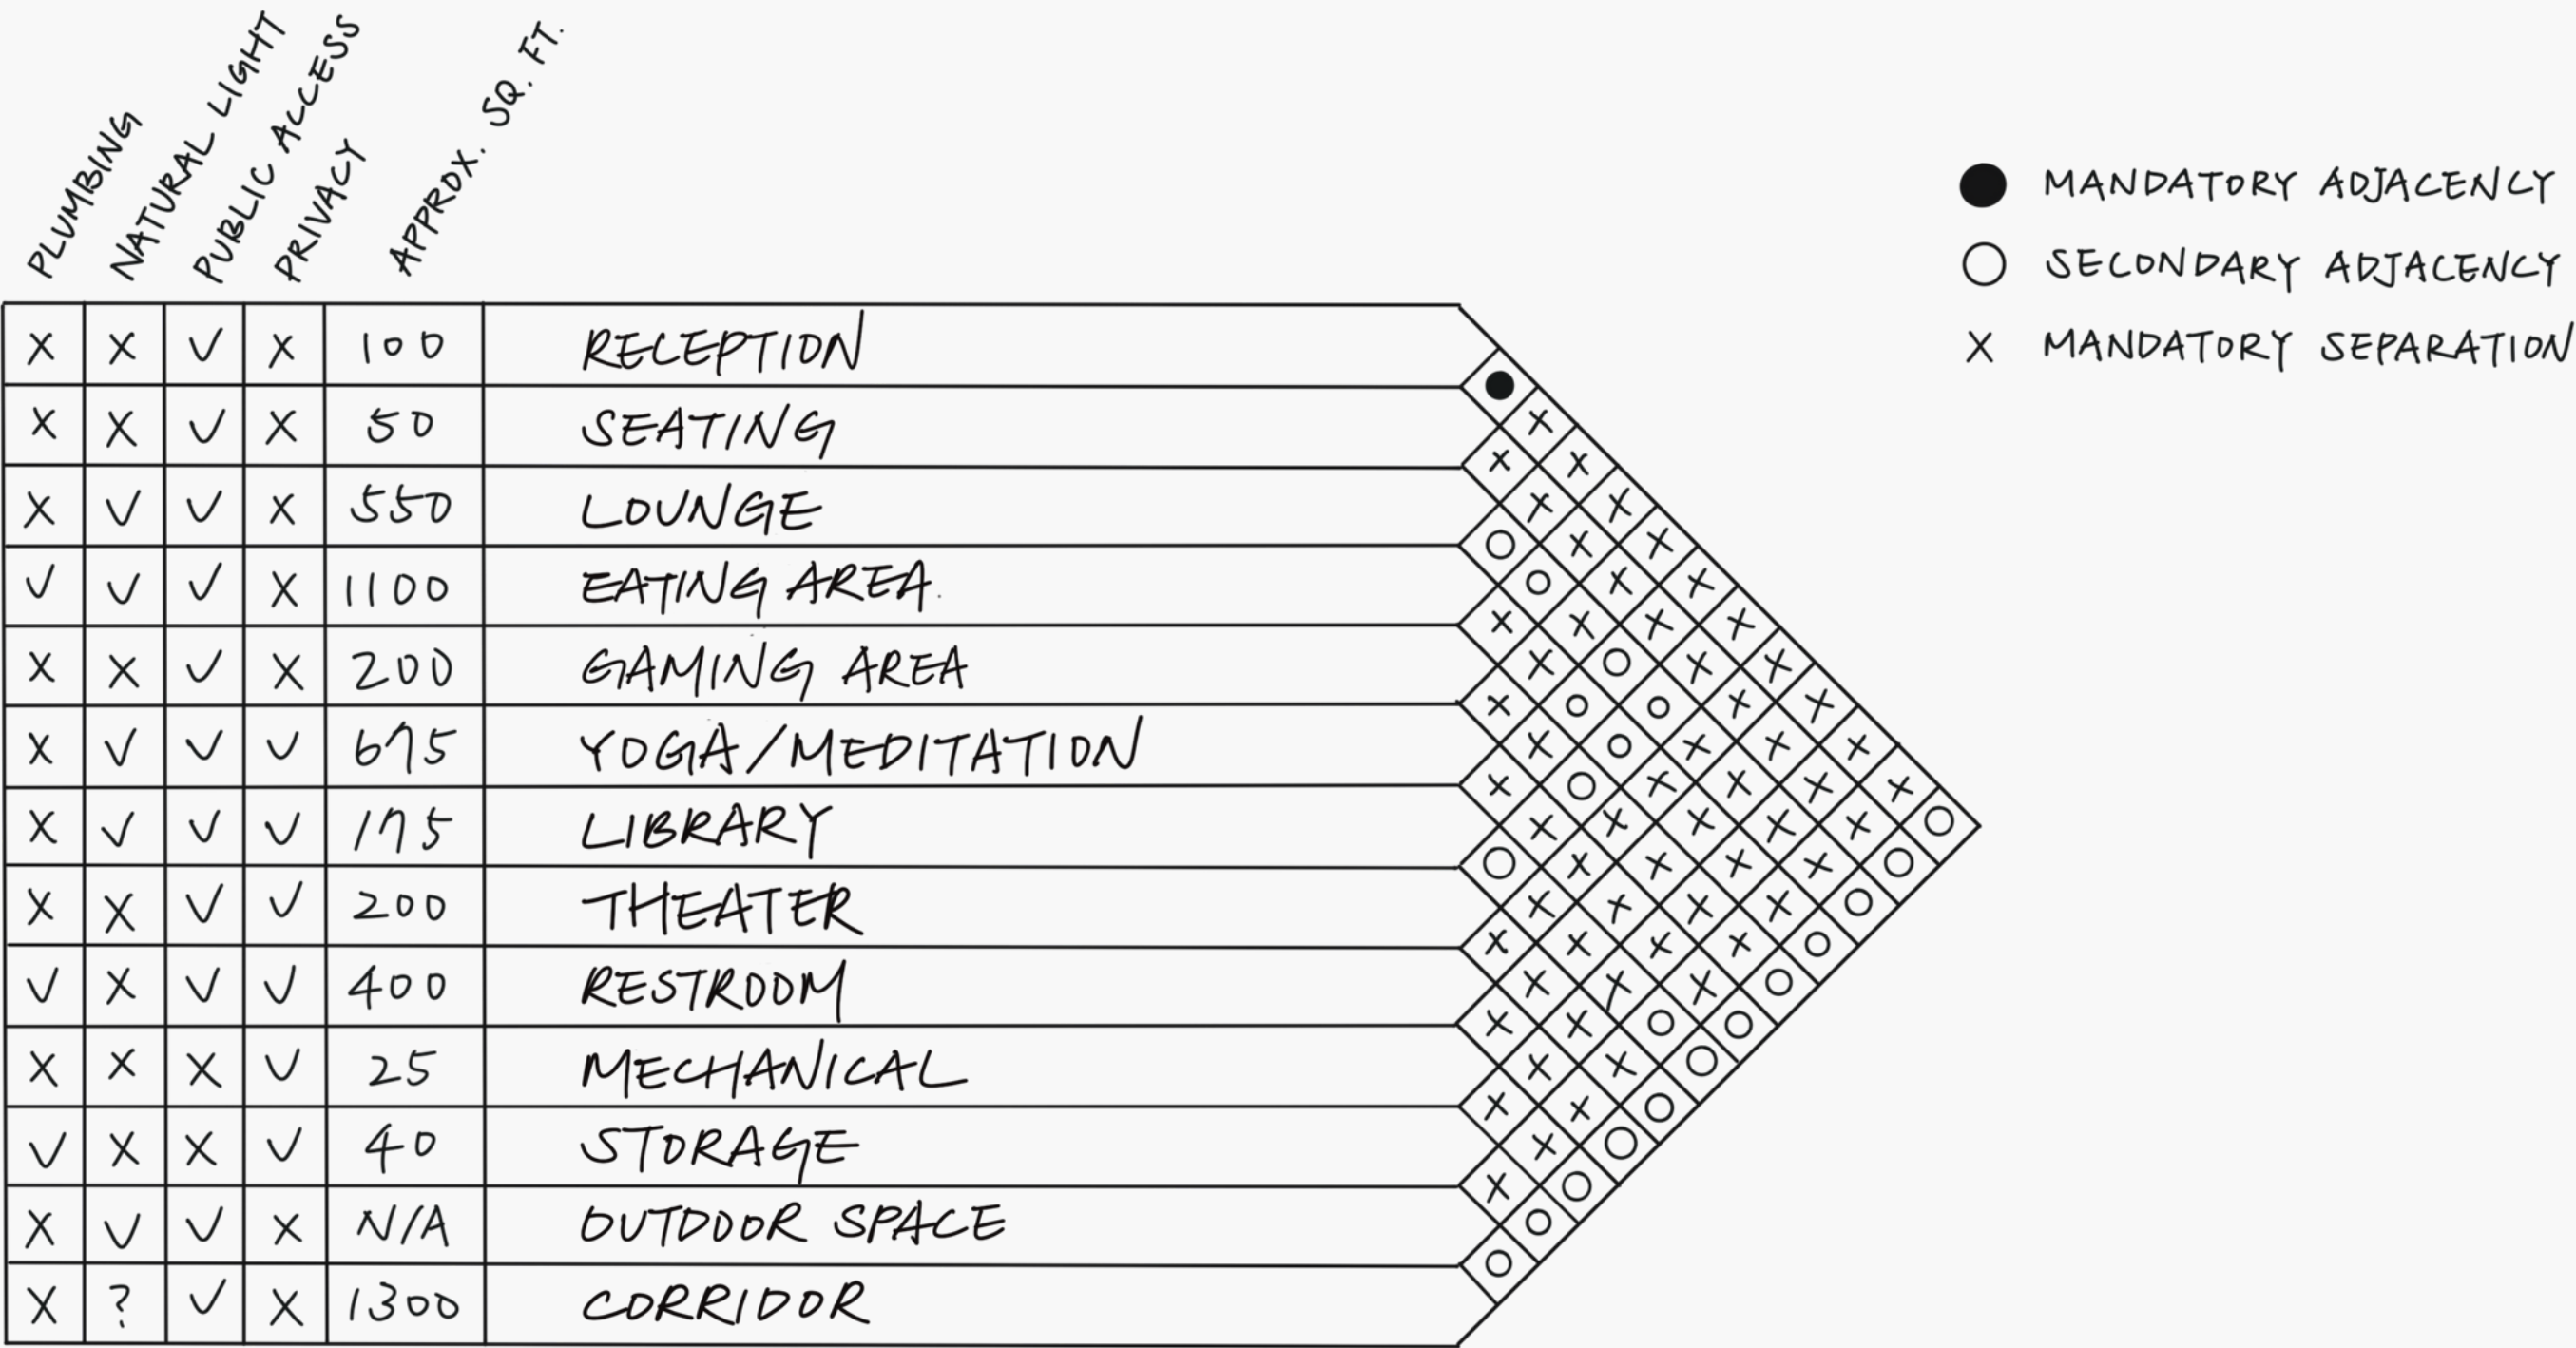 PLUMBING
NATURAL LIGHT
PUBLIC ACCESS
PRIVACY
APPROX. SQ. FT.
● MANDATORY ADJACENCY
○ SECONDARY ADJACENCY
X MANDATORY SEPARATION
X X ✓ X 100 RECEPTION
X X ✓ X 50 SEATING
X ✓ ✓ X 550 LOUNGE
✓ ✓ ✓ X 1100 EATING AREA
X X ✓ X 200 GAMING AREA
X ✓ ✓ ✓ 675 YOGA/MEDITATION
X ✓ ✓ ✓ 175 LIBRARY
X X ✓ ✓ 200 THEATER
✓ X ✓ ✓ 400 RESTROOM
X X X ✓ 25 MECHANICAL
✓ X X ✓ 40 STORAGE
X ✓ ✓ X N/A OUTDOOR SPACE
X ? ✓ X 1300 CORRIDOR